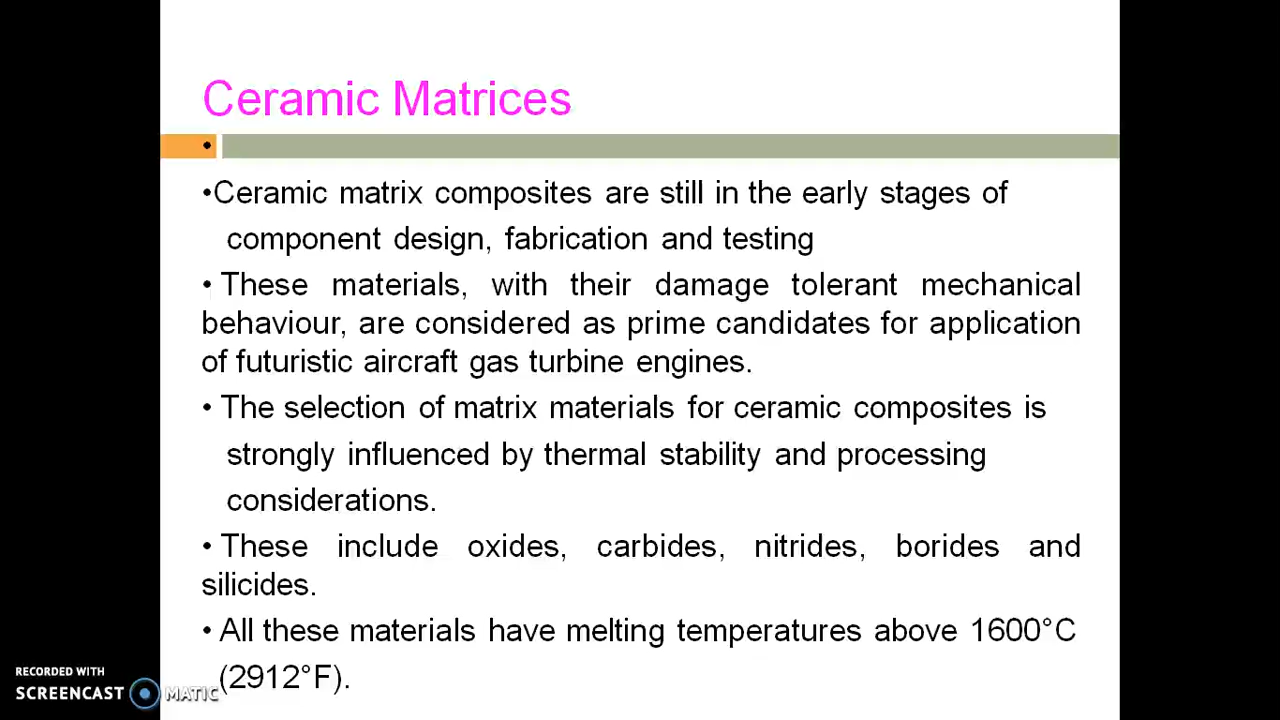 Ceramic Matrices
•
•Ceramic matrix composites are still in the early stages of
component design, fabrication and testing
• These materials, with their damage tolerant mechanical
behaviour, are considered as prime candidates for application
of futuristic aircraft gas turbine engines.
• The selection of matrix materials for ceramic composites is
strongly influenced by thermal stability and processing
considerations.
• These include oxides, carbides, nitrides, borides and
silicides.
• All these materials have melting temperatures above 1600°C
(2912°F).
RECORDED WITH
SCREENCAST MATIC